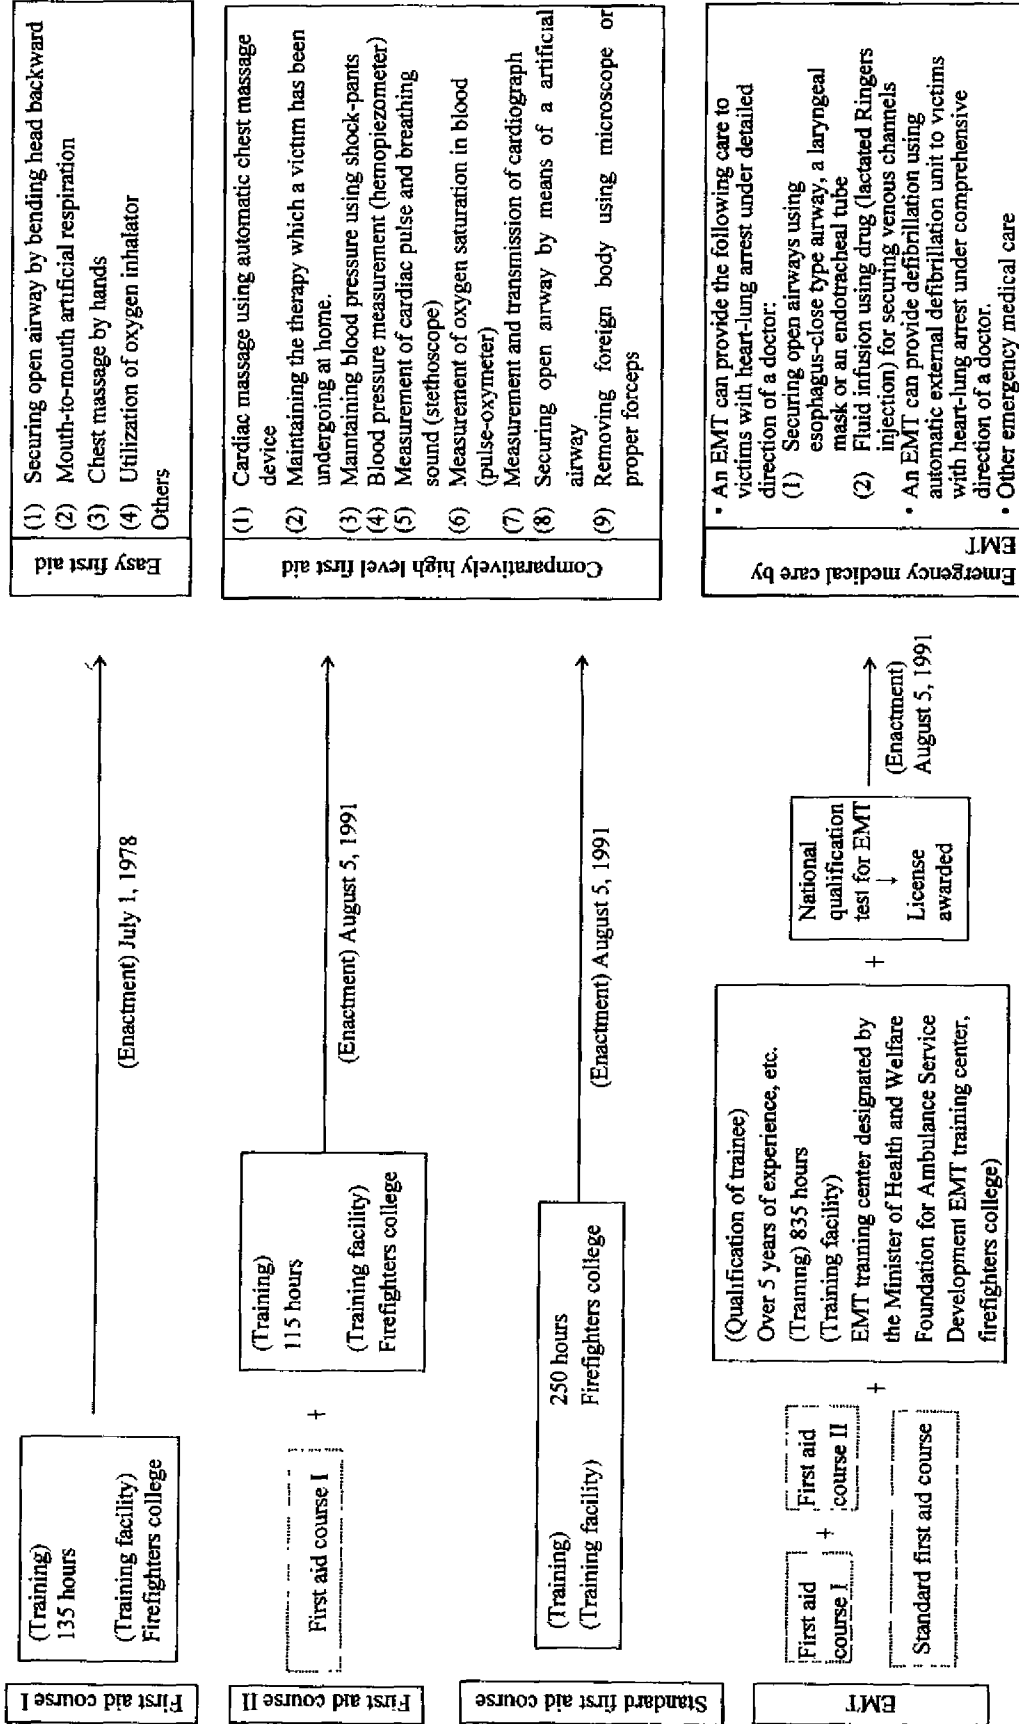 First aid course I
(Training)
135 hours
(Training facility)
Firefighters college
(Enactment) July 1, 1978
Easy first aid
(1) Securing open airway by bending head backward
(2) Mouth-to-mouth artificial respiration
(3) Chest massage by hands
(4) Utilization of oxygen inhalator
Others
First aid course II
First aid course I
+
(Training)
115 hours
(Training facility)
Firefighters college
(Enactment) August 5, 1991
Standard first aid course
(Training) 250 hours
(Training facility) Firefighters college
(Enactment) August 5, 1991
Comparatively high level first aid
(1) Cardiac massage using automatic chest massage
device
(2) Maintaining the therapy which a victim has been
undergoing at home.
(3) Maintaining blood pressure using shock-pants
(4) Blood pressure measurement (hemopiezometer)
(5) Measurement of cardiac pulse and breathing
sound (stethoscope)
(6) Measurement of oxygen saturation in blood
(pulse-oxymeter)
(7) Measurement and transmission of cardiograph
(8) Securing open airway by means of a artificial
airway
(9) Removing foreign body using microscope or
proper forceps
EMT
First aid
course I
+
First aid
course II
Standard first aid course
+
(Qualification of trainee)
Over 5 years of experience, etc.
(Training) 835 hours
(Training facility)
EMT training center designated by
the Minister of Health and Welfare
Foundation for Ambulance Service
Development EMT training center,
firefighters college)
+
National
qualification
test for EMT
↓
License
awarded
(Enactment)
August 5, 1991
Emergency medical care by
EMT
• An EMT can provide the following care to
victims with heart-lung arrest under detailed
direction of a doctor:
(1) Securing open airways using
esophagus-close type airway, a laryngeal
mask or an endotracheal tube
(2) Fluid infusion using drug (lactated Ringers
injection) for securing venous channels
• An EMT can provide defibrillation using
automatic external defibrillation unit to victims
with heart-lung arrest under comprehensive
direction of a doctor.
• Other emergency medical care